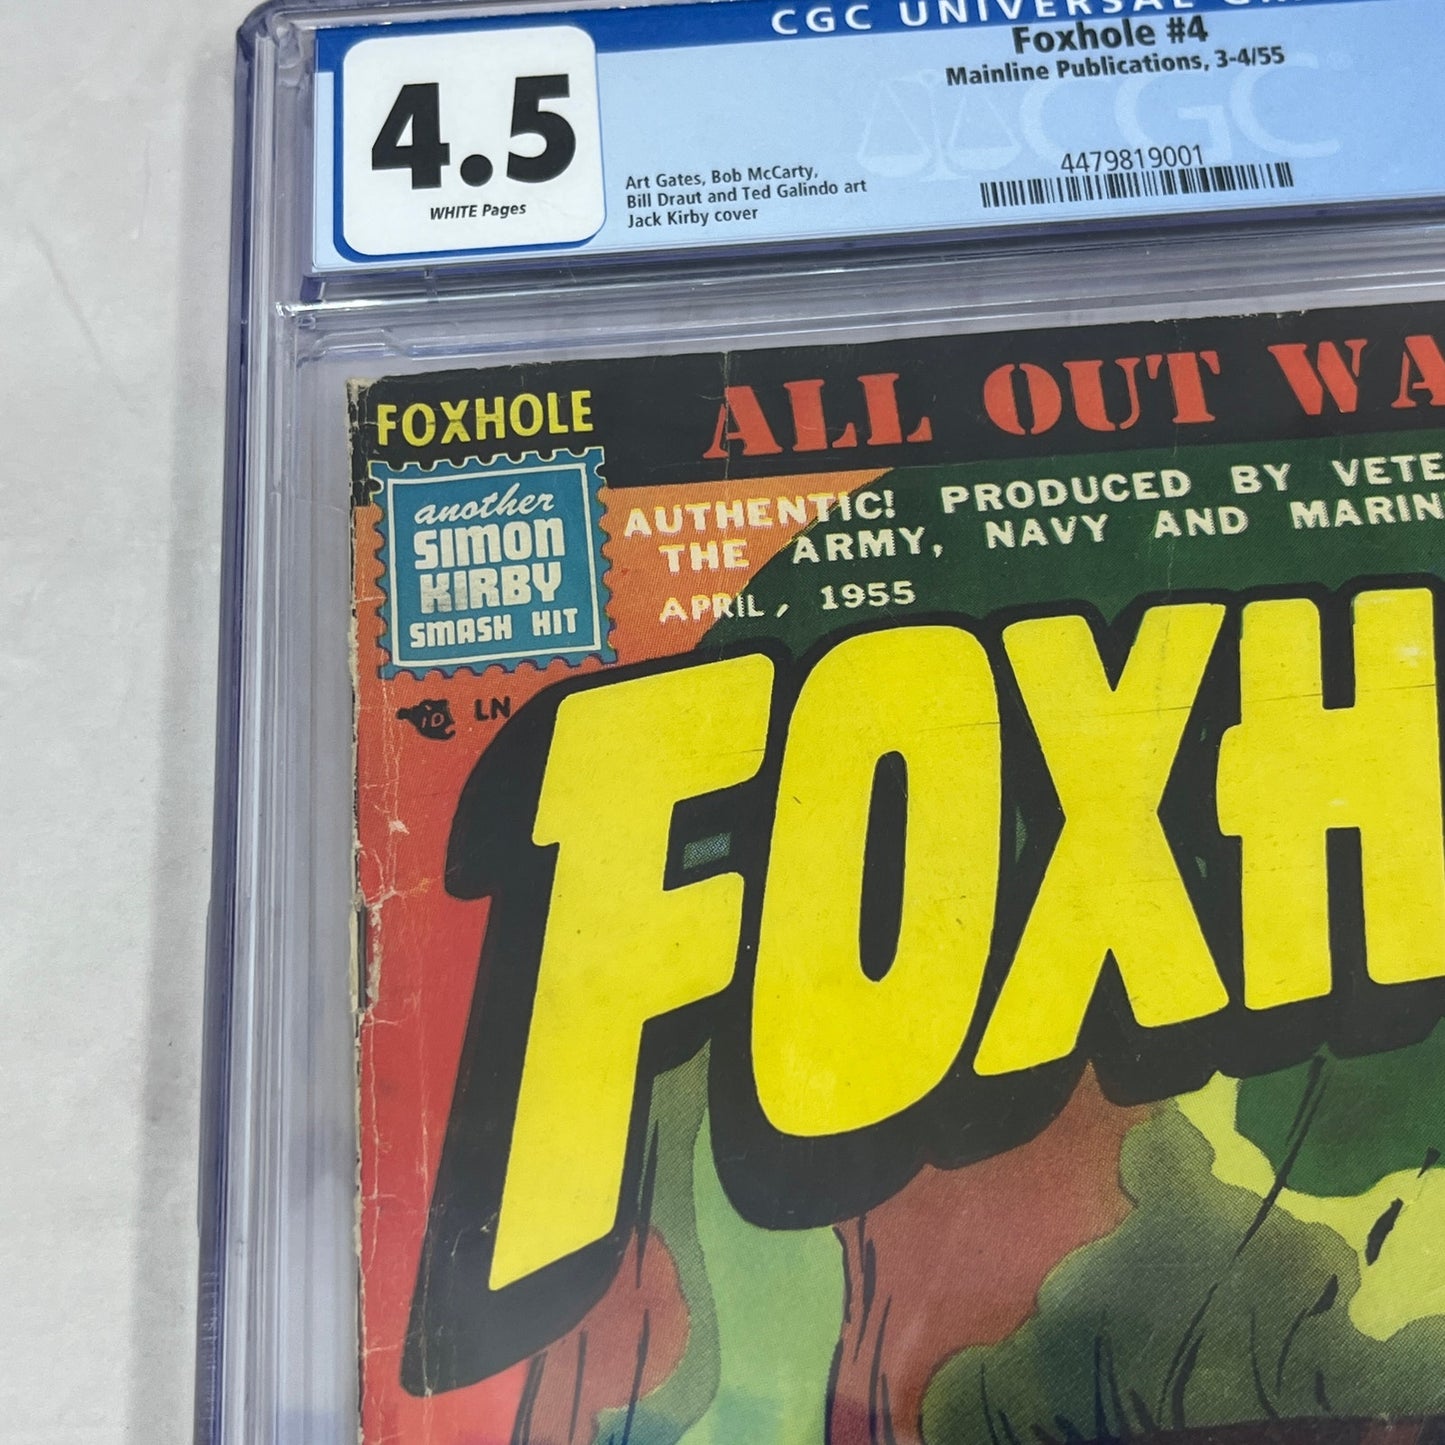 CGC UNIVERSAL
Foxhole #4
Mainline Publications, 3-4/55
4.5
WHITE Pages
Art Gates, Bob McCarty,
Bill Draut and Ted Galindo art
Jack Kirby cover
4479819001
CGC
FOXHOLE
ALL OUT WA
another
SIMON
KIRBY
SMASH HIT
AUTHENTIC! PRODUCED BY VETE
THE ARMY, NAVY AND MARIN
APRIL, 1955
ID LN
FOXH